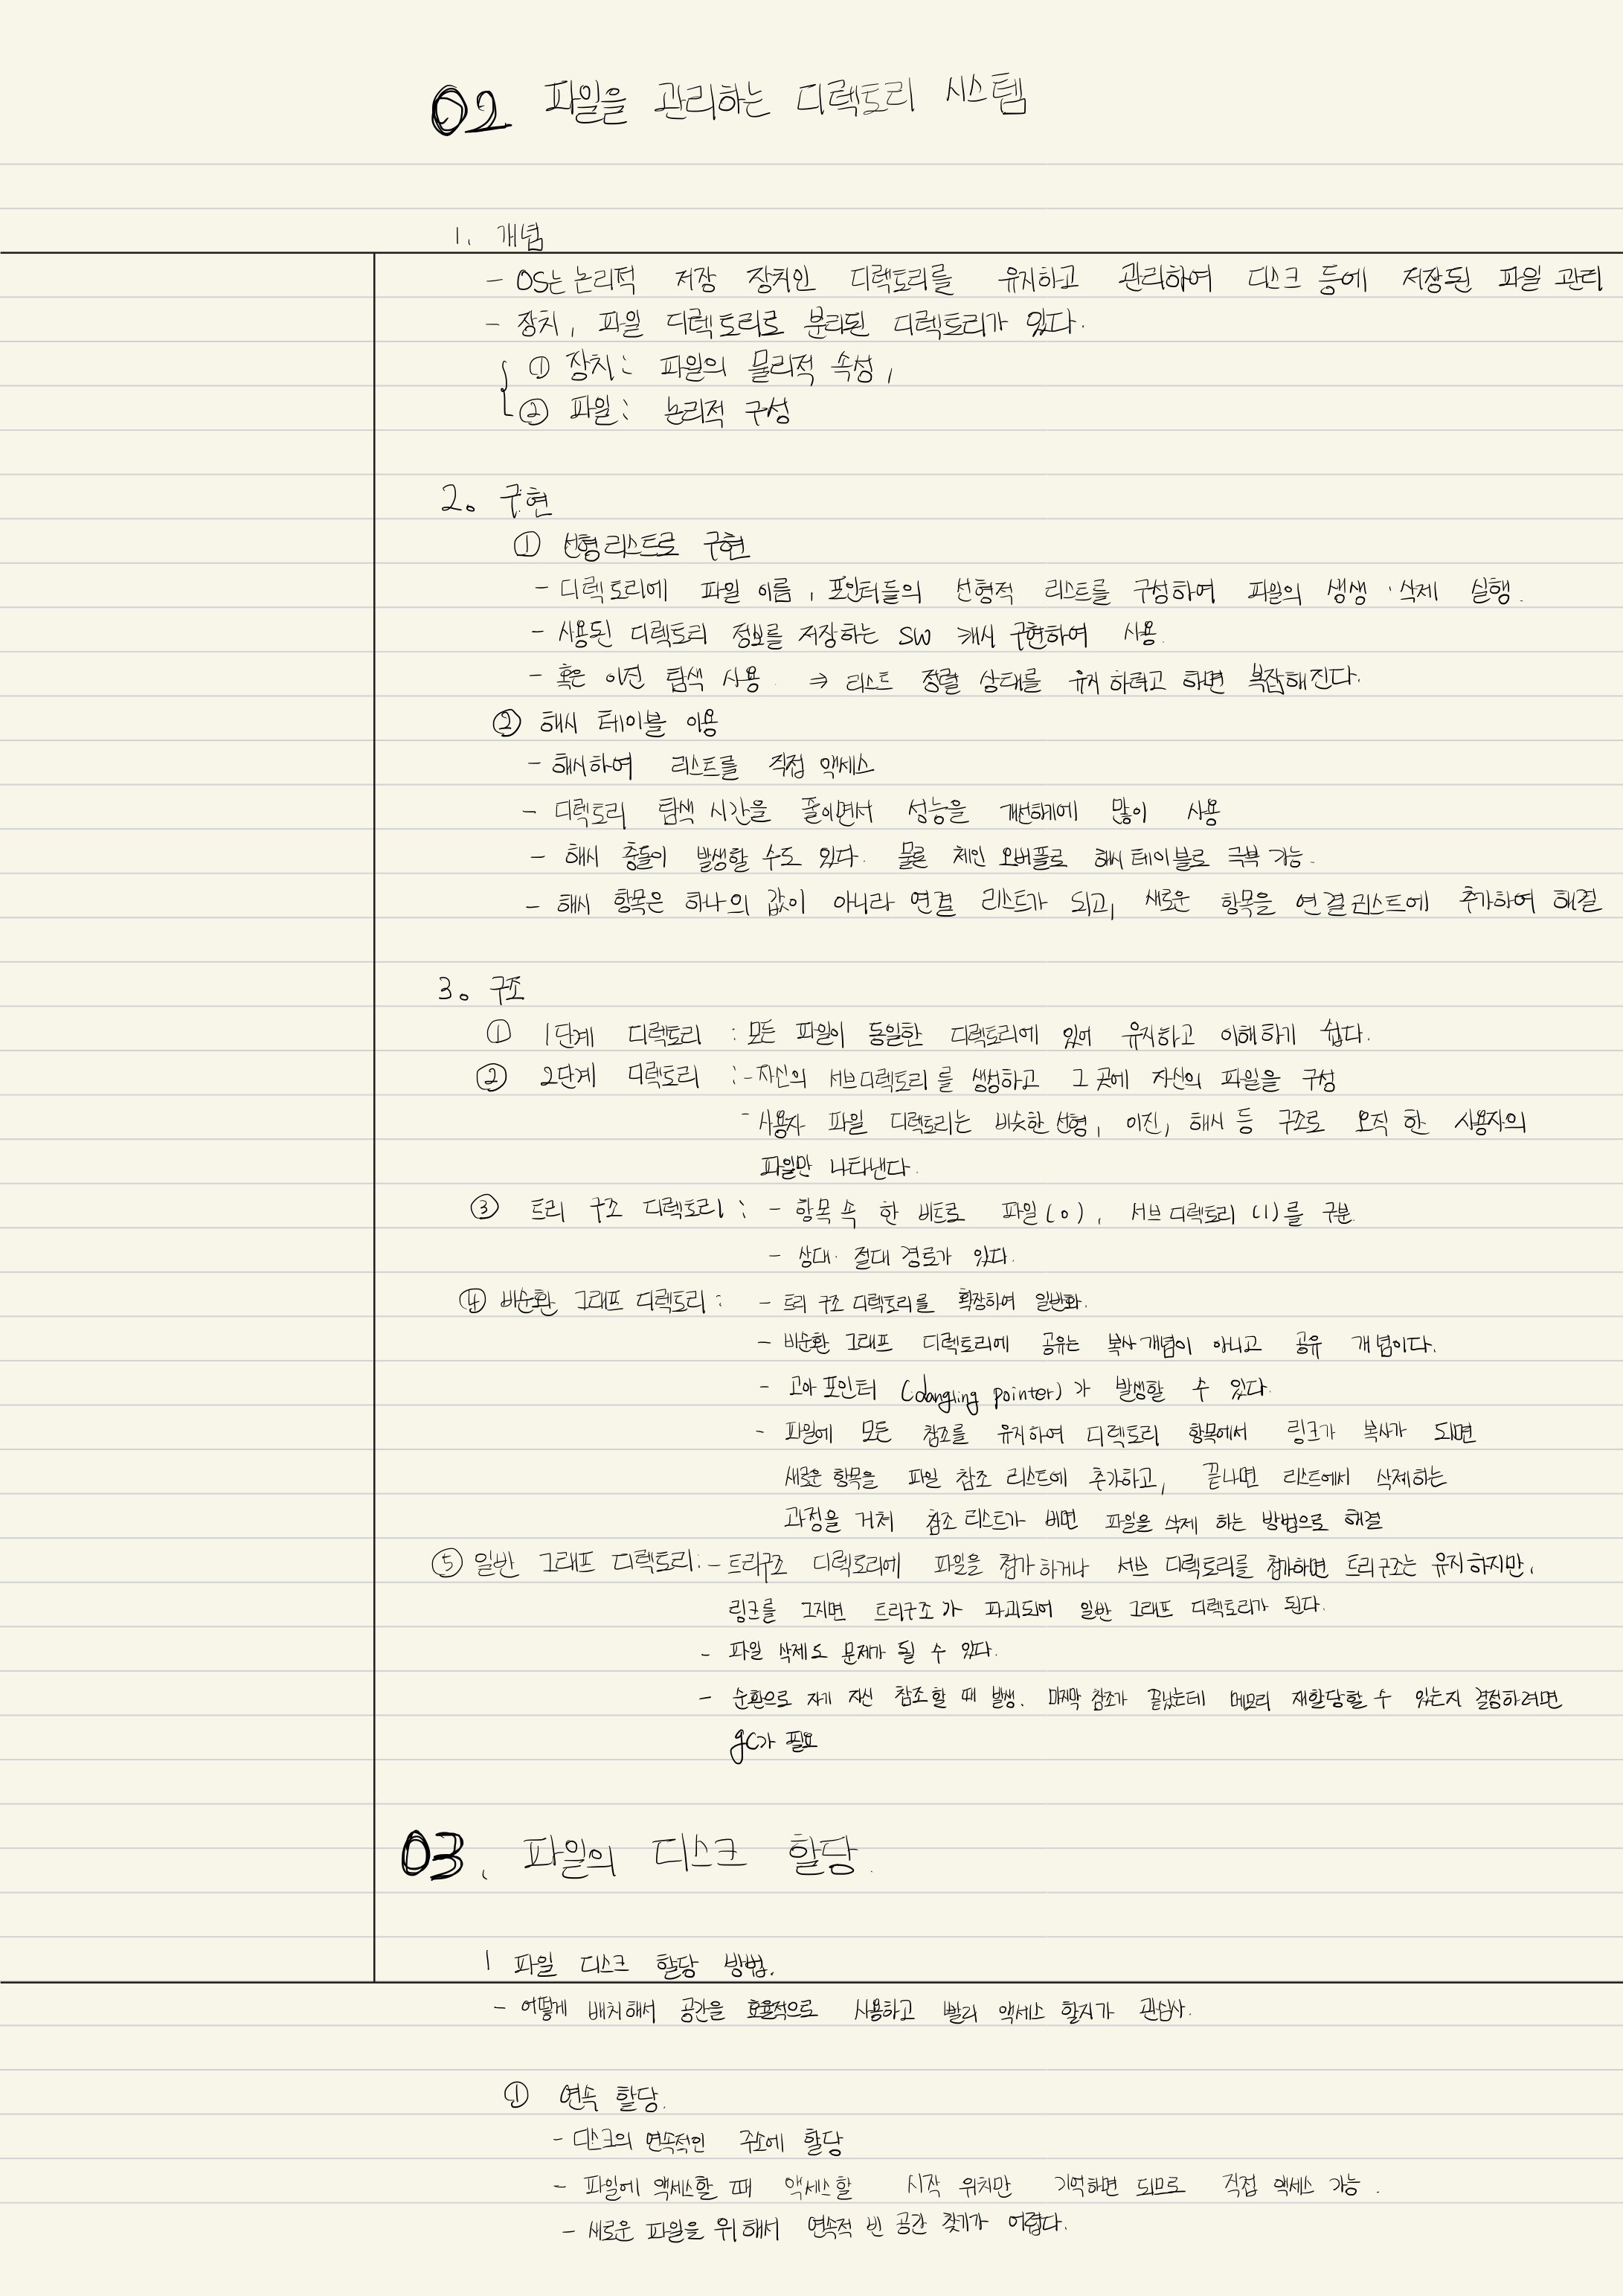 02 파일을 관리하는 디렉토리 시스템
1. 개념
- OS는 논리적 저장 장치인 디렉토리를 유지하고 관리하여 디스크 등에 저장된 파일 관리
- 장치, 파일 디렉토리로 분리된 디렉토리가 있다.
① 장치: 파일의 물리적 속성,
② 파일: 논리적 구성
2. 구현
① 선형리스트로 구현
- 디렉토리에 파일 이름, 포인터들의 선형적 리스트를 구성하여 파일의 생생·삭제 실행.
- 사용된 디렉토리 정보를 저장하는 SW 캐시 구현하여 사용.
- 혹은 이진 탐색 사용. ⇒ 리스트 정렬 상태를 유지 하려고 하면 복잡해진다.
② 해시 테이블 이용
- 해시하여 리스트를 직접 액세스
- 디렉토리 탐색 시간을 줄이면서 성능을 개선하기에 많이 사용
- 해시 충돌이 발생할 수도 있다. 물론 체인 오버플로 해시 테이블로 극복 가능.
- 해시 항목은 하나의 값이 아니라 연결 리스트가 되고, 새로운 항목을 연결리스트에 추가하여 해결
3. 구조
① 1단계 디렉토리 : 모든 파일이 동일한 디렉토리에 있어 유지하고 이해하기 쉽다.
② 2단계 디렉토리 : - 자신의 서브디렉토리를 생성하고 그 곳에 자신의 파일을 구성
- 사용자 파일 디렉토리는 비슷한 선형, 이진, 해시 등 구조로 오직 한 사용자의
파일만 나타낸다.
③ 트리 구조 디렉토리 : - 항목 속 한 비트로 파일(0), 서브 디렉토리 (1)를 구분.
- 상대·절대 경로가 있다.
④ 비순환 그래프 디렉토리 : - 트리 구조 디렉토리를 확장하여 일반화.
- 비순환 그래프 디렉토리에 공유는 복사 개념이 아니고 공유 개념이다.
- 고아 포인터 (dangling pointer)가 발생할 수 있다.
- 파일에 모든 참조를 유지하여 디렉토리 항목에서 링크가 복사가 되면
새로운 항목을 파일 참조 리스트에 추가하고, 끝나면 리스트에서 삭제하는
과정을 거쳐 참조 리스트가 비면 파일을 삭제 하는 방법으로 해결
⑤ 일반 그래프 디렉토리 : - 트리구조 디렉토리에 파일을 첨가하거나 서브 디렉토리를 첨가하면 트리구조는 유지하지만,
링크를 그지면 트리구조가 파괴되어 일반 그래프 디렉토리가 된다.
- 파일 삭제도 문제가 될 수 있다.
- 순환으로 자기 자신 참조할 때 발생. 마지막 참조가 끝났는데 메모리 재할당할 수 있는지 결정하려면
gc가 필요
03. 파일의 디스크 할당.
1 파일 디스크 할당 방법.
- 어떻게 배치해서 공간을 효율적으로 사용하고 빨리 액세스 할지가 관심사.
① 연속 할당.
- 디스크의 연속적인 주소에 할당
- 파일에 액세스할 때 액세스할 시작 위치만 기억하면 되므로 직접 액세스 가능.
- 새로운 파일을 위해서 연속적 빈 공간 찾기가 어렵다.